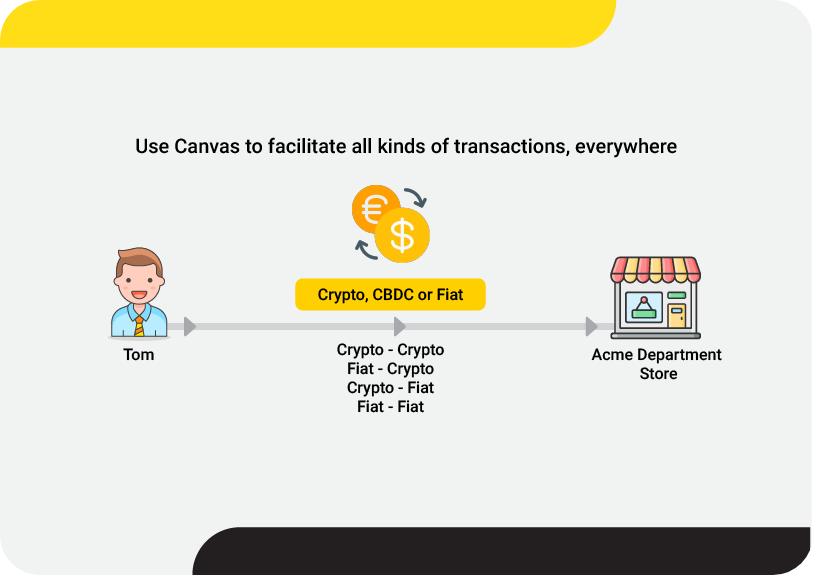 Use Canvas to facilitate all kinds of transactions, everywhere
€
$
Crypto, CBDC or Fiat
Tom
Crypto - Crypto
Fiat - Crypto
Crypto - Fiat
Fiat - Fiat
Acme Department
Store